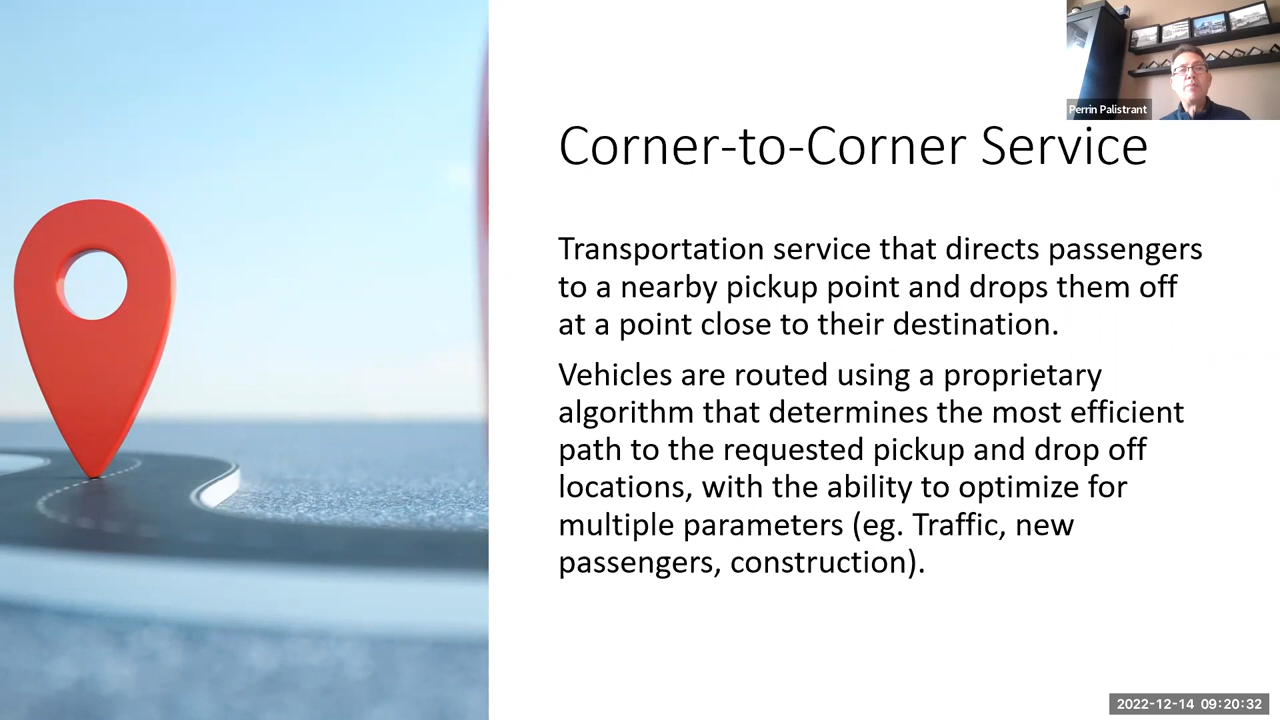 Perrin Palistrant
Corner-to-Corner Service
Transportation service that directs passengers
to a nearby pickup point and drops them off
at a point close to their destination.
Vehicles are routed using a proprietary
algorithm that determines the most efficient
path to the requested pickup and drop off
locations, with the ability to optimize for
multiple parameters (eg. Traffic, new
passengers, construction).
2022-12-14 09:20:32